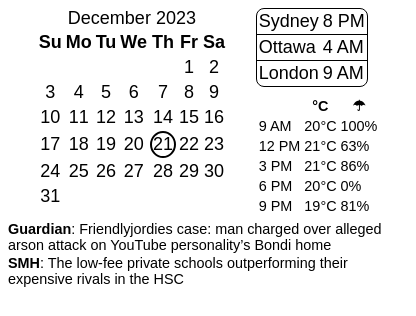 December 2023
Su Mo Tu We Th Fr Sa
1 2
3 4 5 6 7 8 9
10 11 12 13 14 15 16
17 18 19 20 21 22 23
24 25 26 27 28 29 30
31
Sydney 8 PM
Ottawa 4 AM
London 9 AM
°C ☂
9 AM 20°C 100%
12 PM 21°C 63%
3 PM 21°C 86%
6 PM 20°C 0%
9 PM 19°C 81%
Guardian: Friendlyjordies case: man charged over alleged
arson attack on YouTube personality’s Bondi home
SMH: The low-fee private schools outperforming their
expensive rivals in the HSC